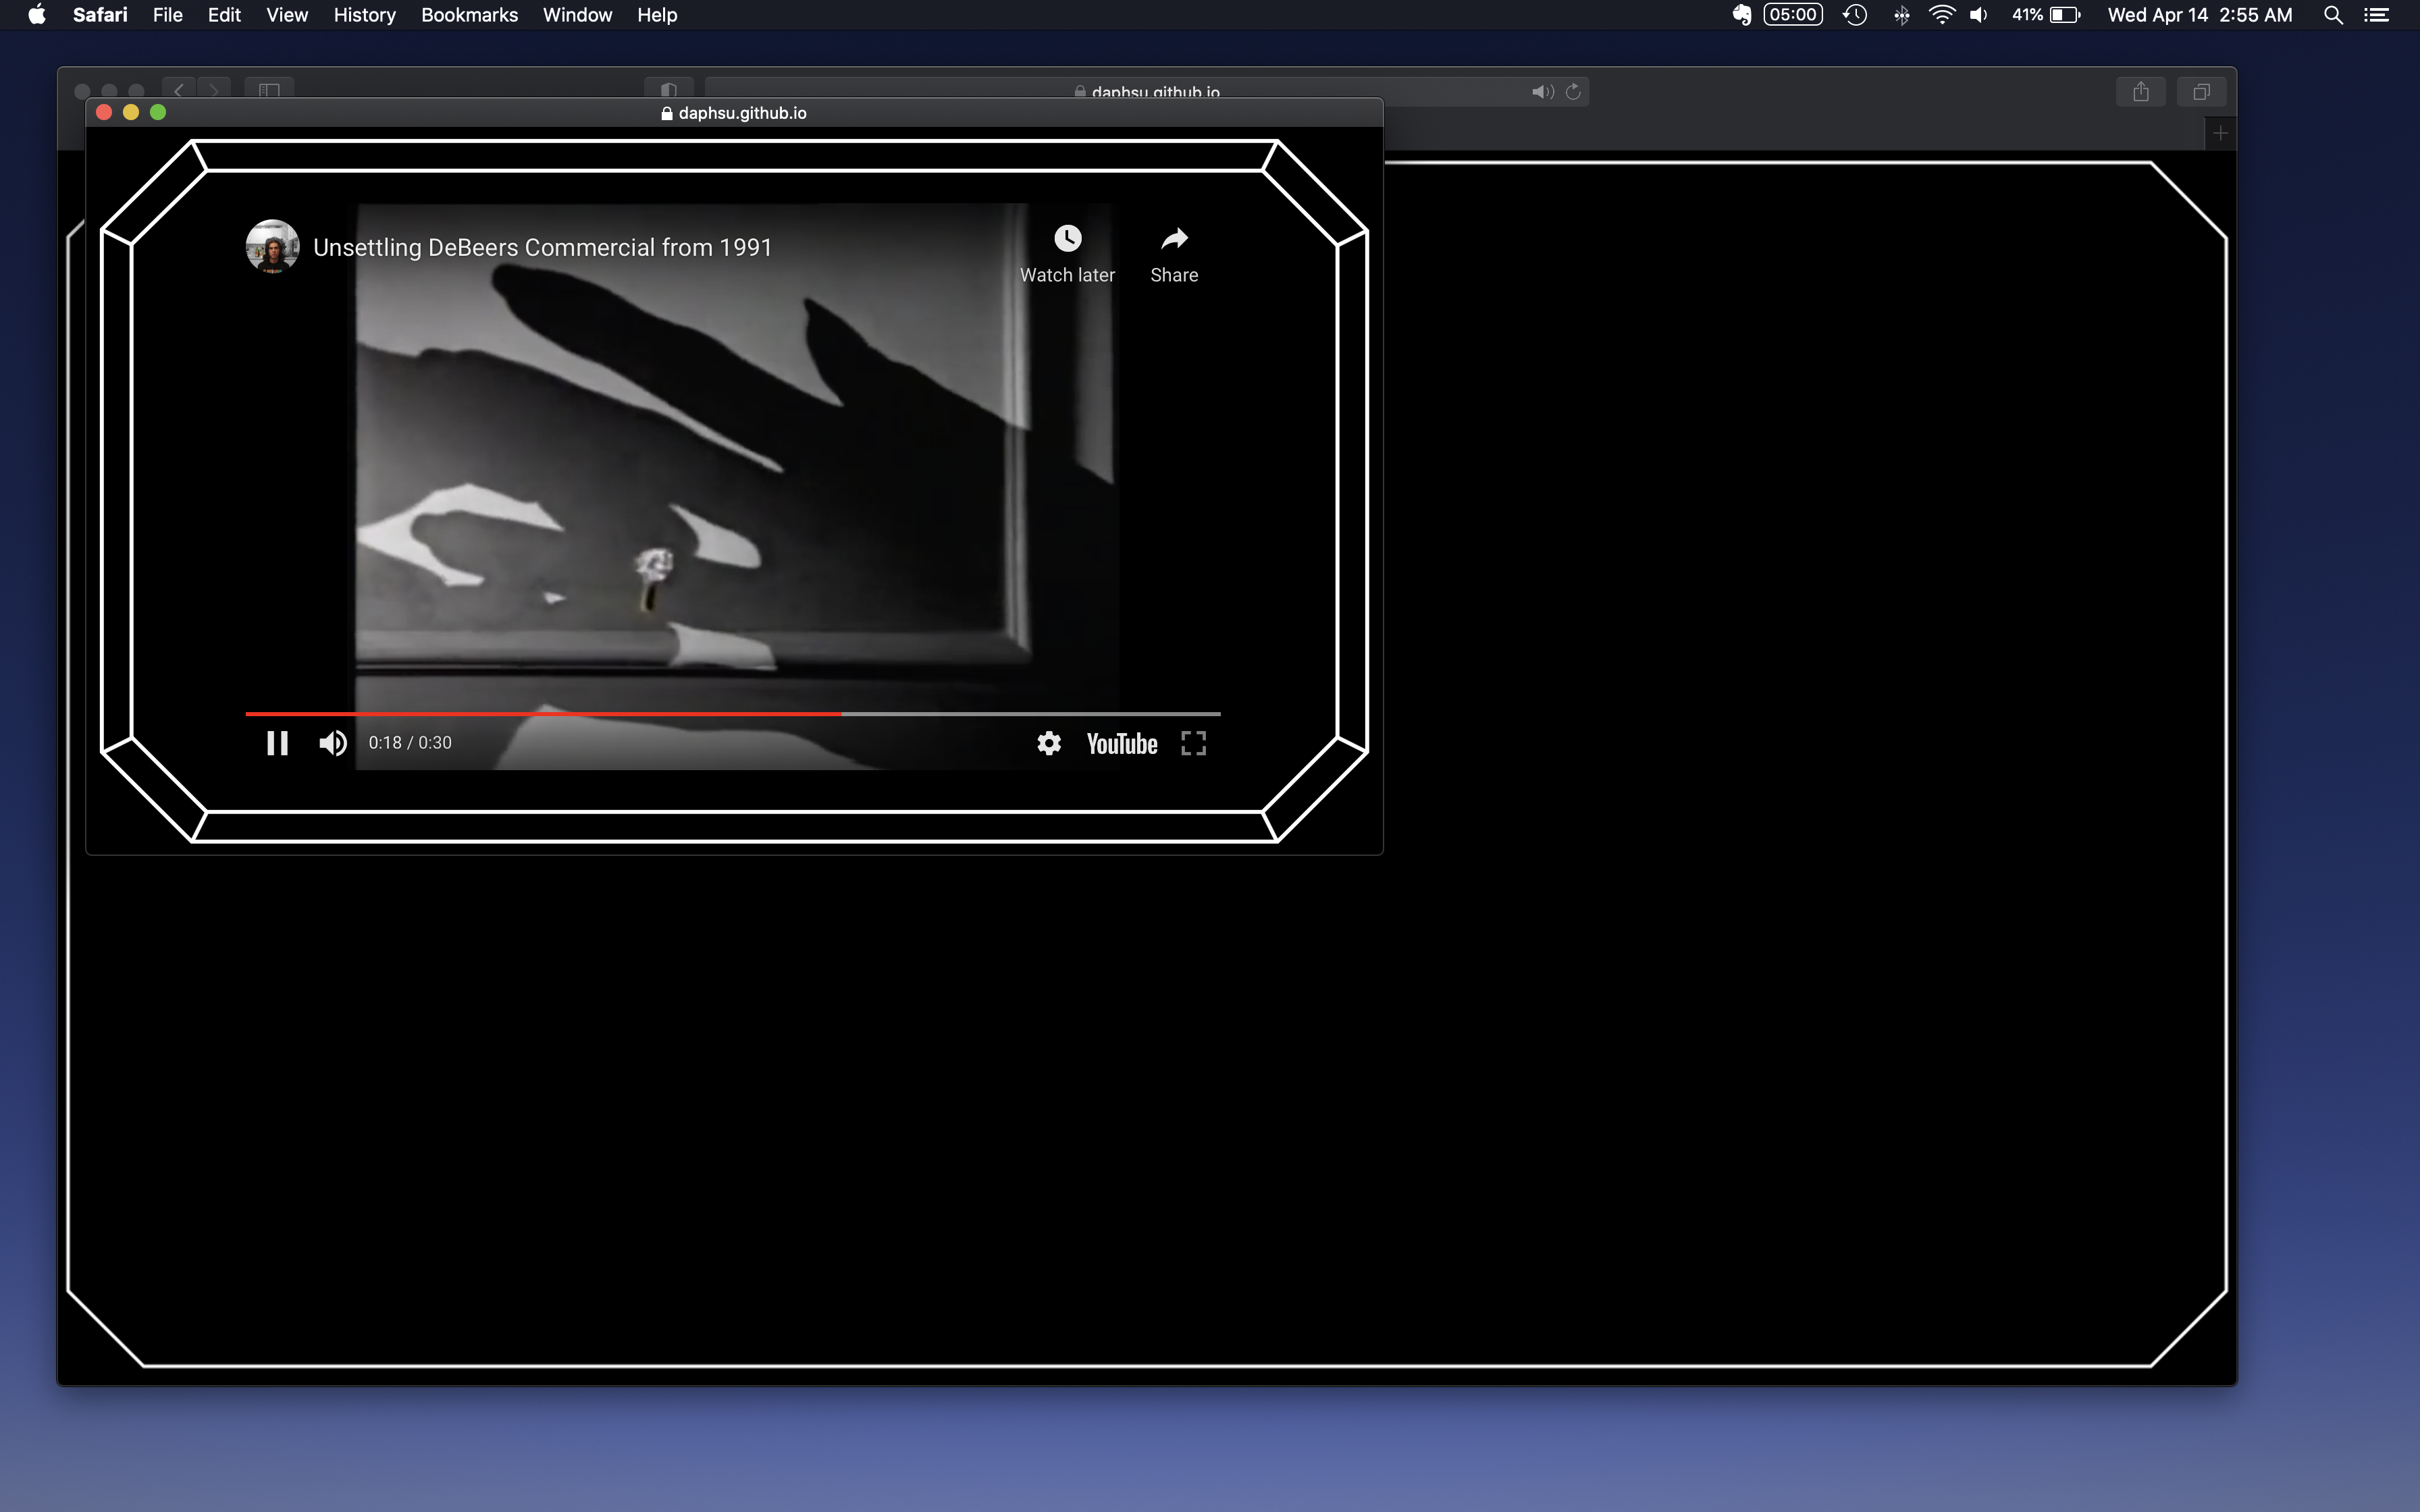 Safari File Edit View History Bookmarks Window Help 05:00 41% Wed Apr 14 2:55 AM
daphsu.github.io
daphsu.github.io
Unsettling DeBeers Commercial from 1991
Watch later Share
0:18 / 0:30 YouTube